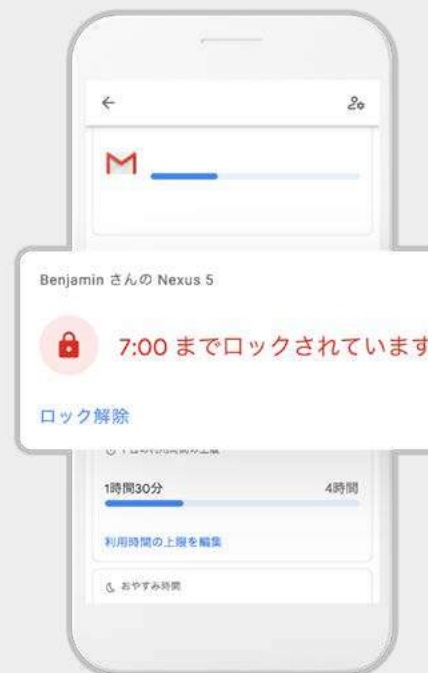 Benjamin さんの Nexus 5
7:00 までロックされています
ロック解除
1時間30分
4時間
利用時間の上限を編集
おやすみ時間